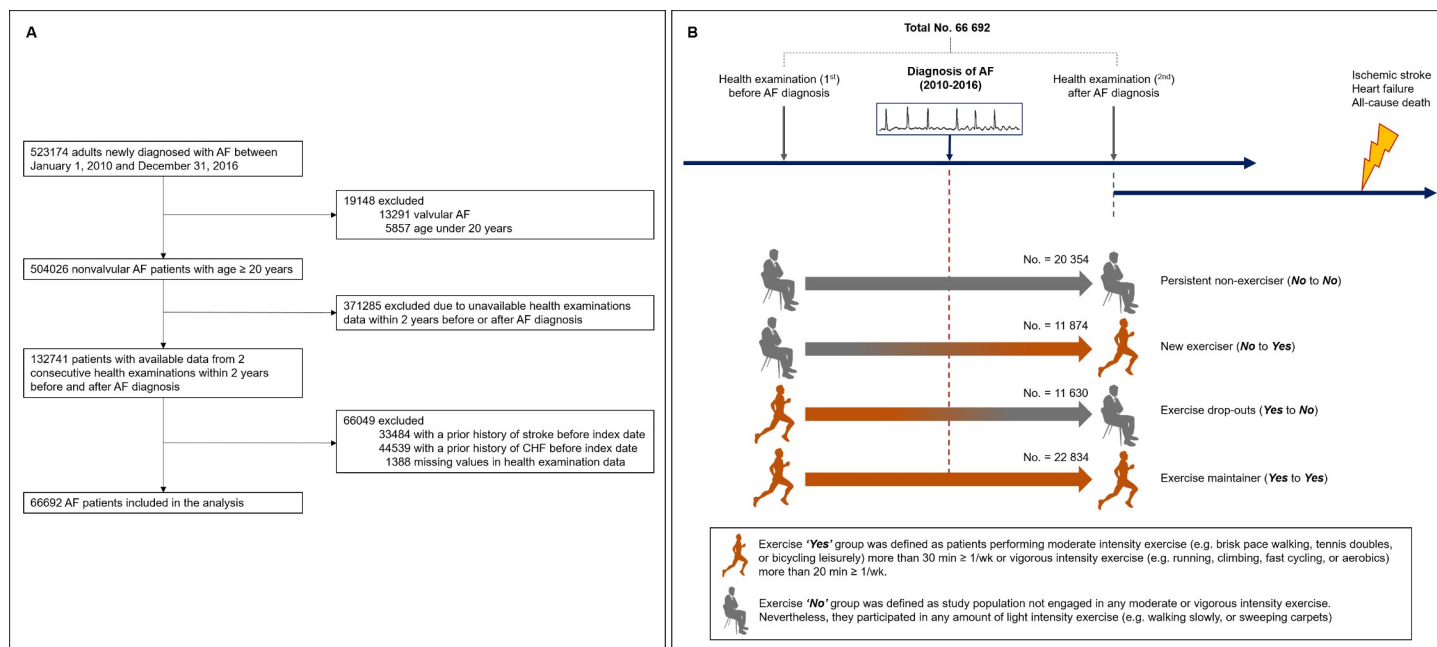 A
523174 adults newly diagnosed with AF between
January 1, 2010 and December 31, 2016
19148 excluded
13291 valvular AF
5857 age under 20 years
504026 nonvalvular AF patients with age ≥ 20 years
371285 excluded due to unavailable health examinations
data within 2 years before or after AF diagnosis
132741 patients with available data from 2
consecutive health examinations within 2 years
before and after AF diagnosis
66049 excluded
33484 with a prior history of stroke before index date
44539 with a prior history of CHF before index date
1388 missing values in health examination data
66692 AF patients included in the analysis
B
Total No. 66 692
Health examination (1st)
before AF diagnosis
Diagnosis of AF
(2010-2016)
Health examination (2nd)
after AF diagnosis
Ischemic stroke
Heart failure
All-cause death
No. = 20 354
Persistent non-exerciser (No to No)
No. = 11 874
New exerciser (No to Yes)
No. = 11 630
Exercise drop-outs (Yes to No)
No. = 22 834
Exercise maintainer (Yes to Yes)
Exercise 'Yes' group was defined as patients performing moderate intensity exercise (e.g. brisk pace walking, tennis doubles,
or bicycling leisurely) more than 30 min ≥ 1/wk or vigorous intensity exercise (e.g. running, climbing, fast cycling, or aerobics)
more than 20 min ≥ 1/wk.
Exercise 'No' group was defined as study population not engaged in any moderate or vigorous intensity exercise.
Nevertheless, they participated in any amount of light intensity exercise (e.g. walking slowly, or sweeping carpets)